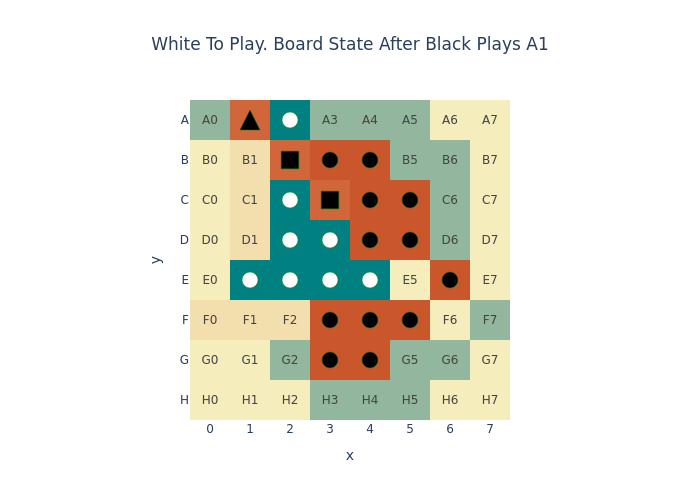 White To Play. Board State After Black Plays A1
A A0 A3 A4 A5 A6 A7
B B0 B1 B5 B6 B7
C C0 C1 C6 C7
D D0 D1 D6 D7
y
E E0 E5 E7
F F0 F1 F2 F6 F7
G G0 G1 G2 G5 G6 G7
H H0 H1 H2 H3 H4 H5 H6 H7
0 1 2 3 4 5 6 7
x